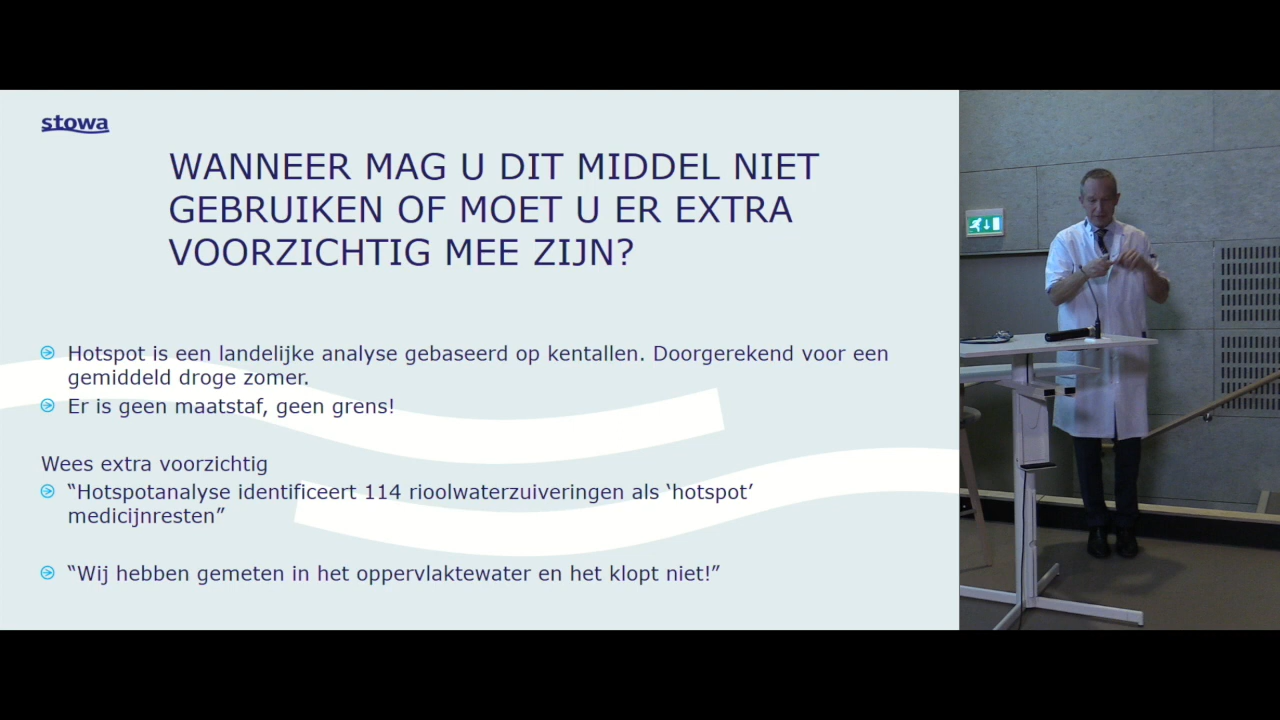 stowa
WANNEER MAG U DIT MIDDEL NIET
GEBRUIKEN OF MOET U ER EXTRA
VOORZICHTIG MEE ZIJN?
Hotspot is een landelijke analyse gebaseerd op kentallen. Doorgerekend voor een
gemiddeld droge zomer.
Er is geen maatstaf, geen grens!
Wees extra voorzichtig
“Hotspotanalyse identificeert 114 rioolwaterzuiveringen als ‘hotspot’
medicijnresten”
“Wij hebben gemeten in het oppervlaktewater en het klopt niet!”